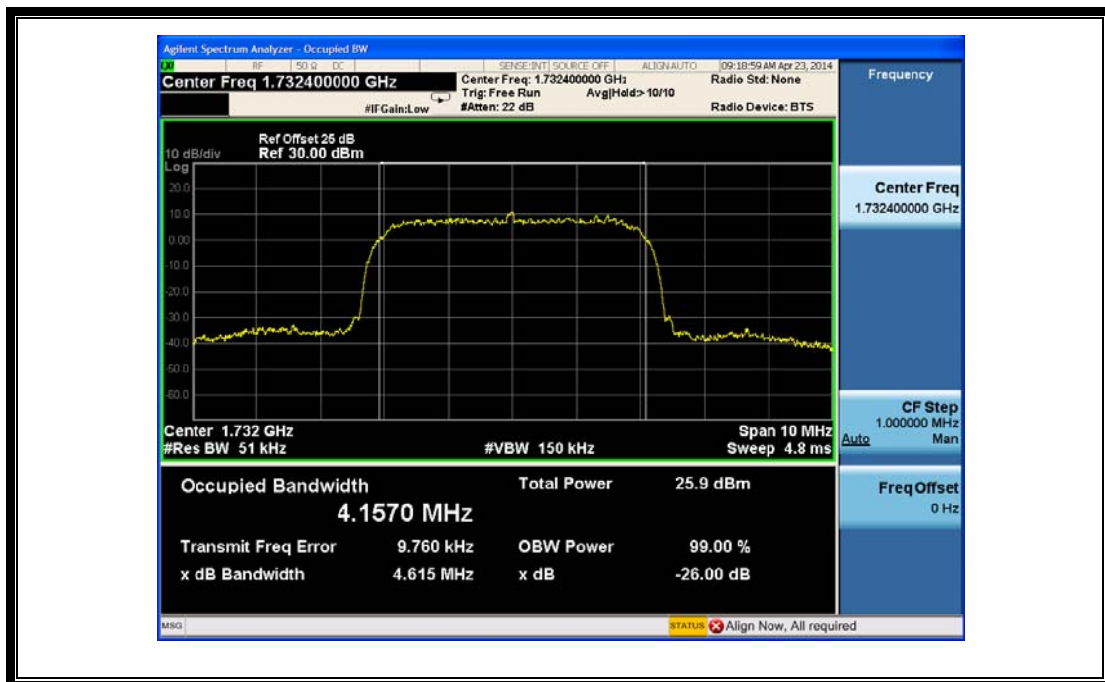 Agilent Spectrum Analyzer - Occupied BW
RF 50 Ω DC SENSE:INT SOURCE OFF ALIGN AUTO 09:18:59 AM Apr 23, 2014
Center Freq 1.732400000 GHz
Center Freq: 1.732400000 GHz
Radio Std: None
Trig: Free Run Avg|Hold:> 10/10
#IFGain:Low
#Atten: 22 dB
Radio Device: BTS
Frequency
Ref Offset 25 dB
10 dB/div Ref 30.00 dBm
Log
20.0
10.0
0.00
-10.0
-20.0
-30.0
-40.0
-50.0
-60.0
Center 1.732 GHz Span 10 MHz
#Res BW 51 kHz #VBW 150 kHz Sweep 4.8 ms
Center Freq
1.732400000 GHz
CF Step
1.000000 MHz
Auto Man
Freq Offset
0 Hz
Occupied Bandwidth Total Power 25.9 dBm
4.1570 MHz
Transmit Freq Error 9.760 kHz OBW Power 99.00 %
x dB Bandwidth 4.615 MHz x dB -26.00 dB
MSG STATUS Align Now, All required